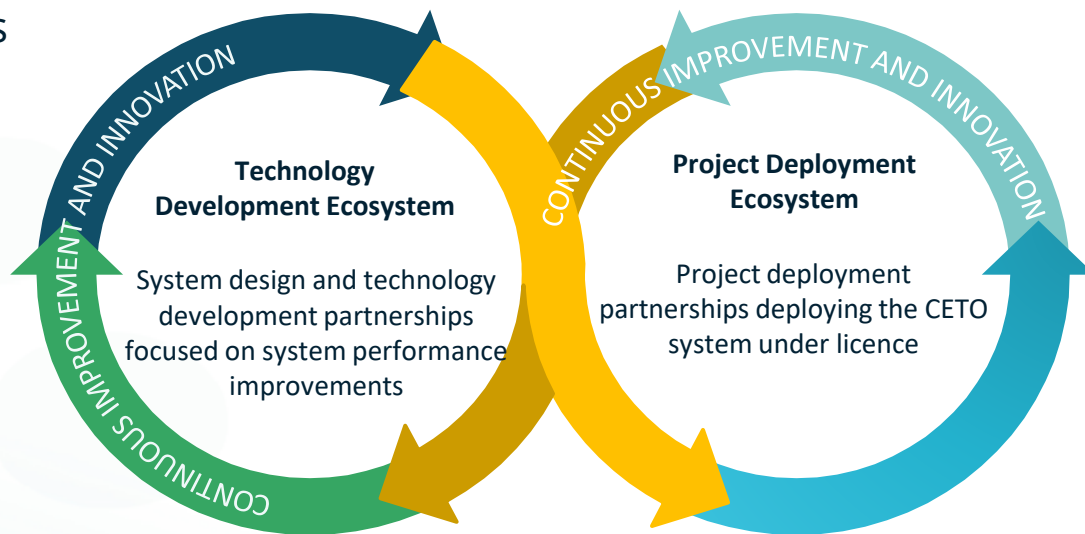 s
CONTINUOUS IMPROVEMENT AND INNOVATION
Technology
Development Ecosystem
System design and technology
development partnerships
focused on system performance
improvements
CONTINUOUS IMPROVEMENT AND INNOVATION
Project Deployment
Ecosystem
Project deployment
partnerships deploying the CETO
system under licence